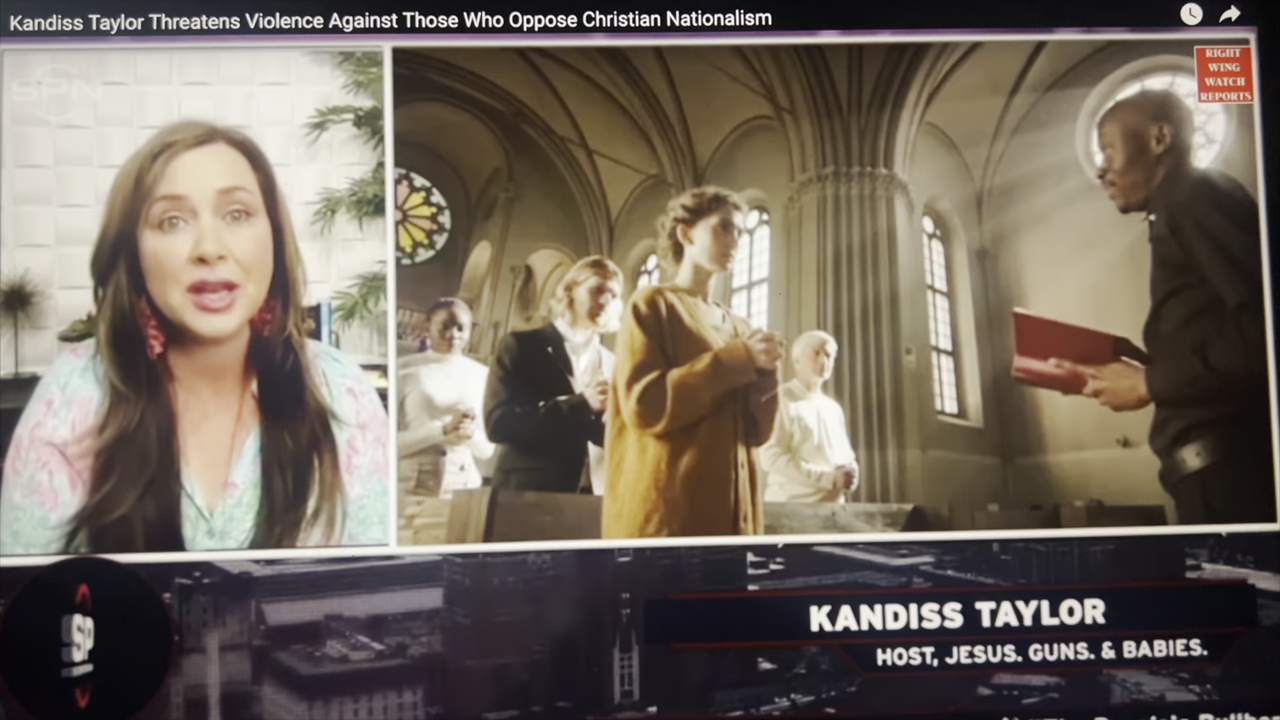 Kandiss Taylor Threatens Violence Against Those Who Oppose Christian Nationalism
SPN
RIGHT
WING
WATCH
REPORTS
SP
KANDISS TAYLOR
HOST, JESUS. GUNS. & BABIES.